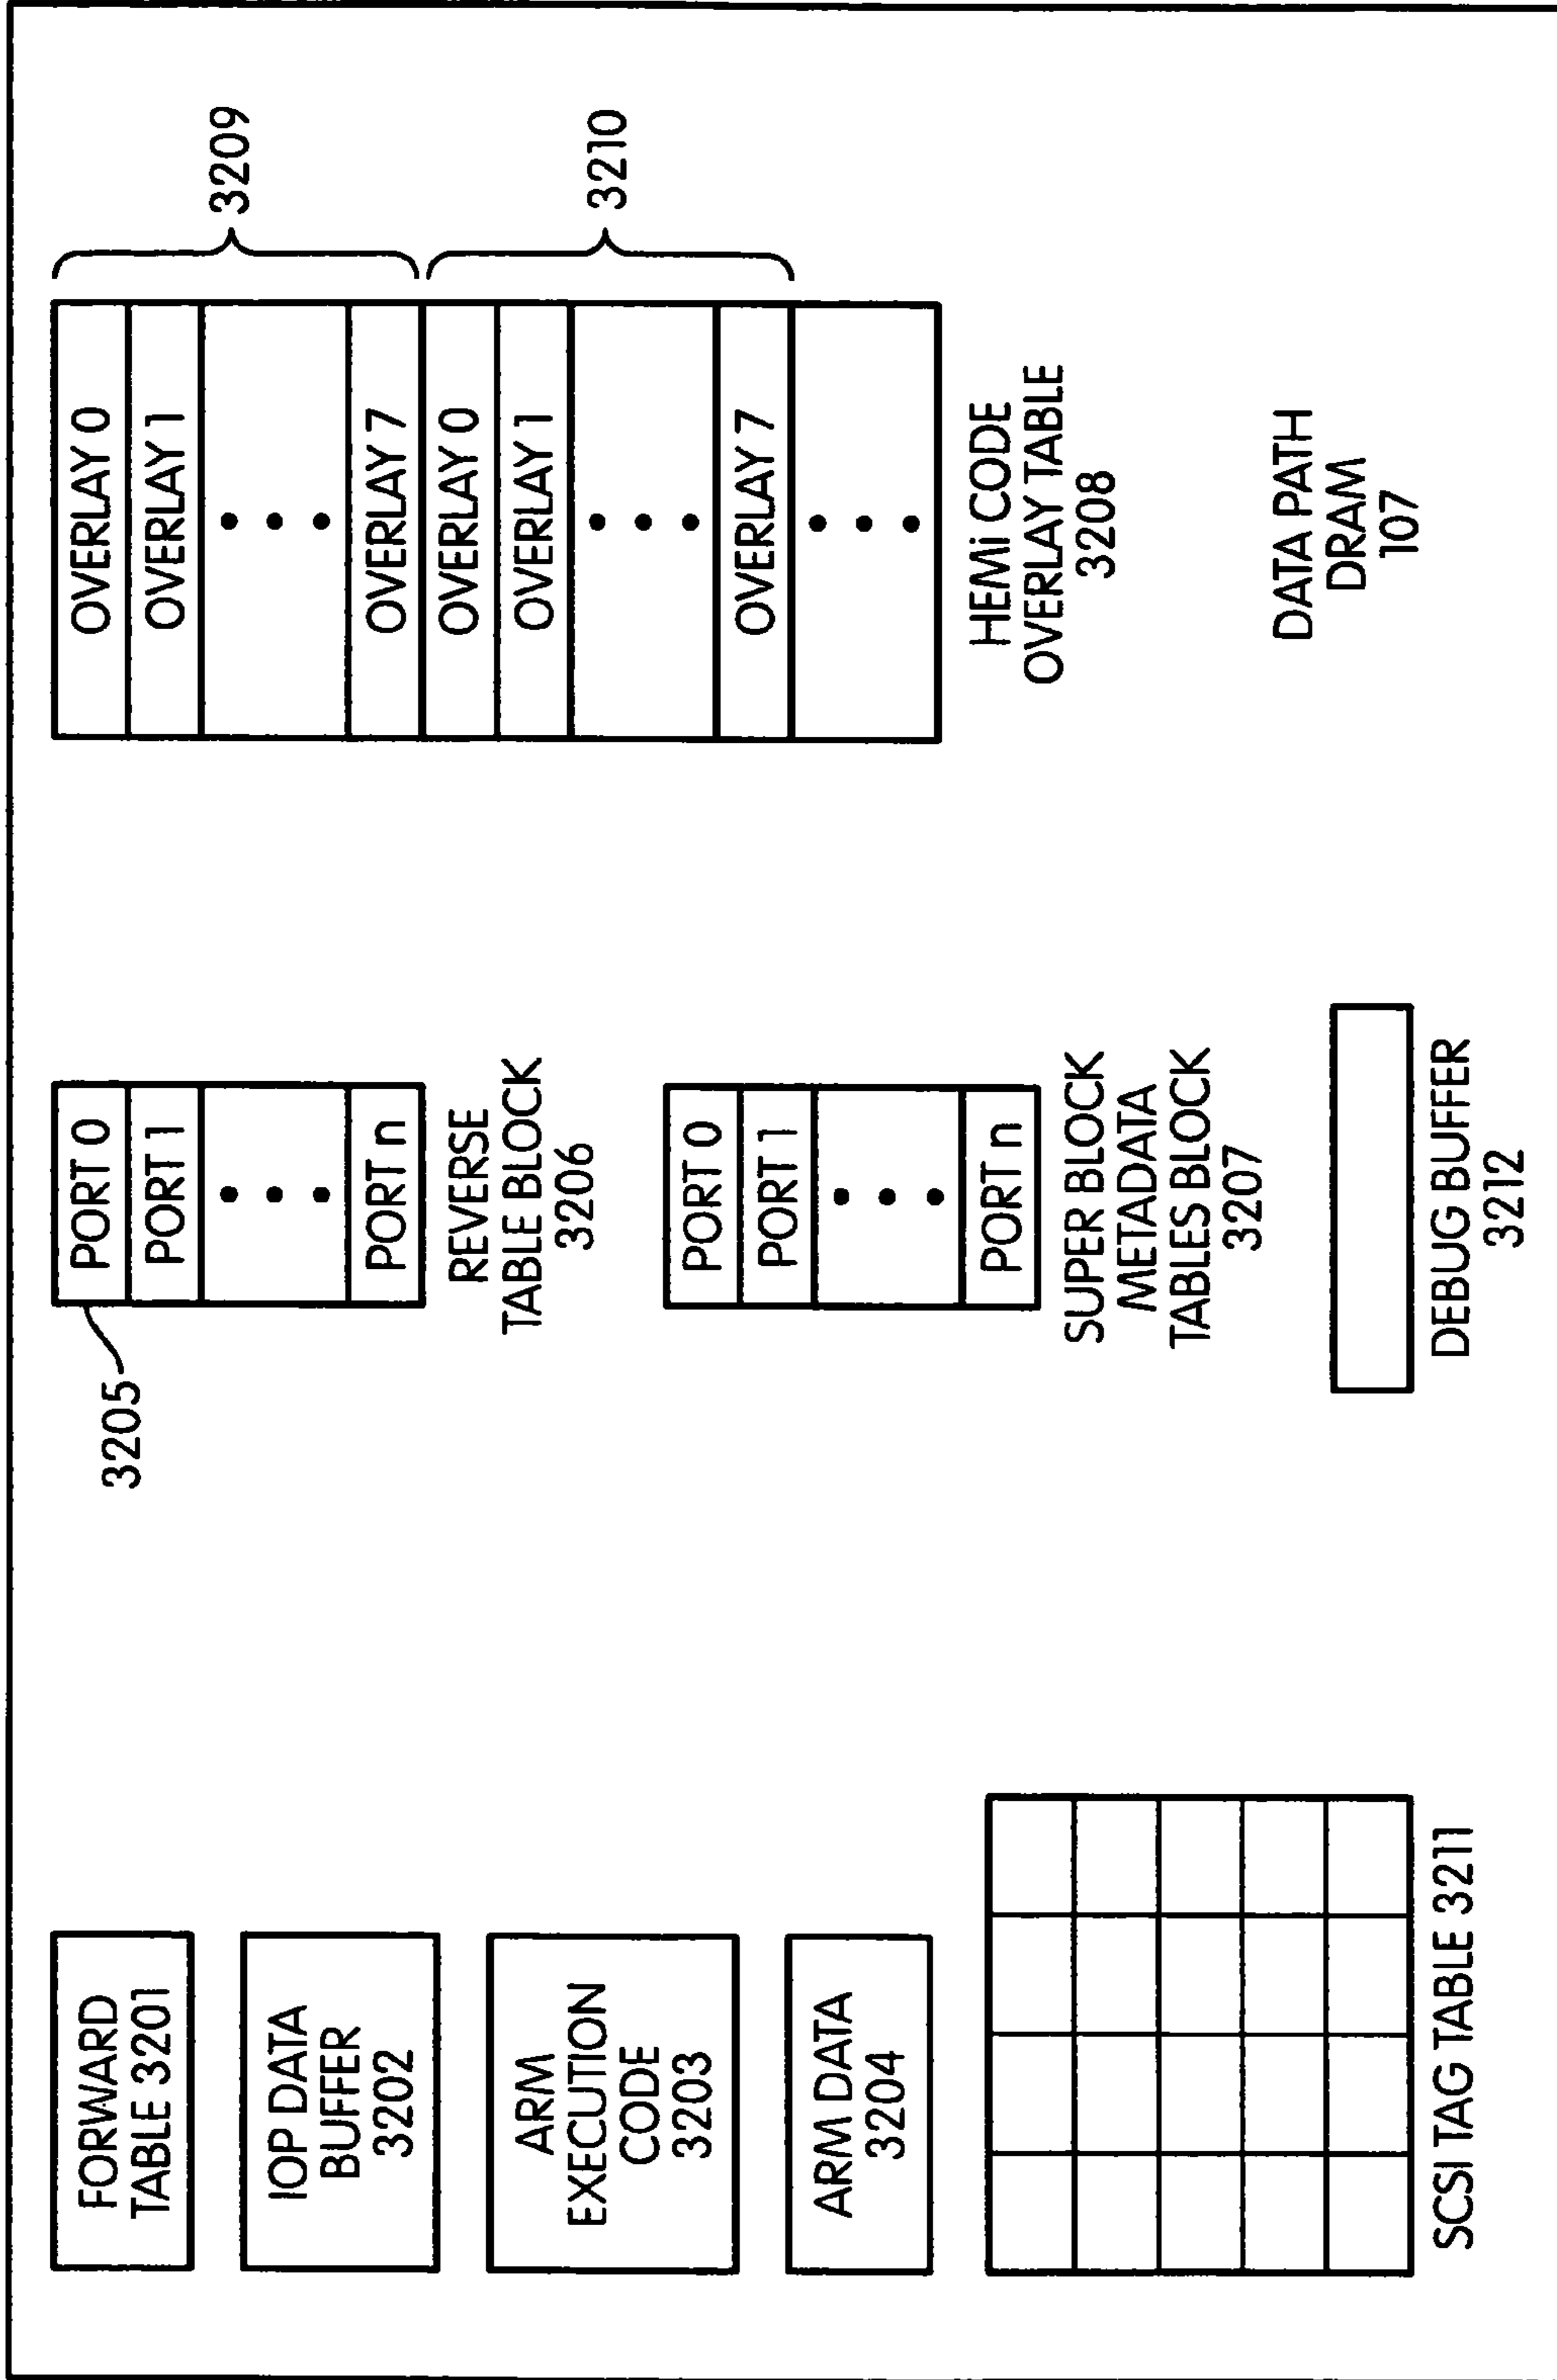 FORWARD
TABLE 3201
IOP DATA
BUFFER
3202
ARM
EXECUTION
CODE
3203
ARM DATA
3204
SCSI TAG TABLE 3211
3205
PORT 0
PORT 1
PORT n
REVERSE
TABLE BLOCK
3206
PORT 0
PORT 1
PORT n
SUPER BLOCK
METADATA
TABLES BLOCK
3207
DEBUG BUFFER
3212
OVERLAY 0
OVERLAY 1
OVERLAY 7
OVERLAY 0
OVERLAY 1
OVERLAY 7
3209
3210
HEMi CODE
OVERLAY TABLE
3208
DATA PATH
DRAM
107